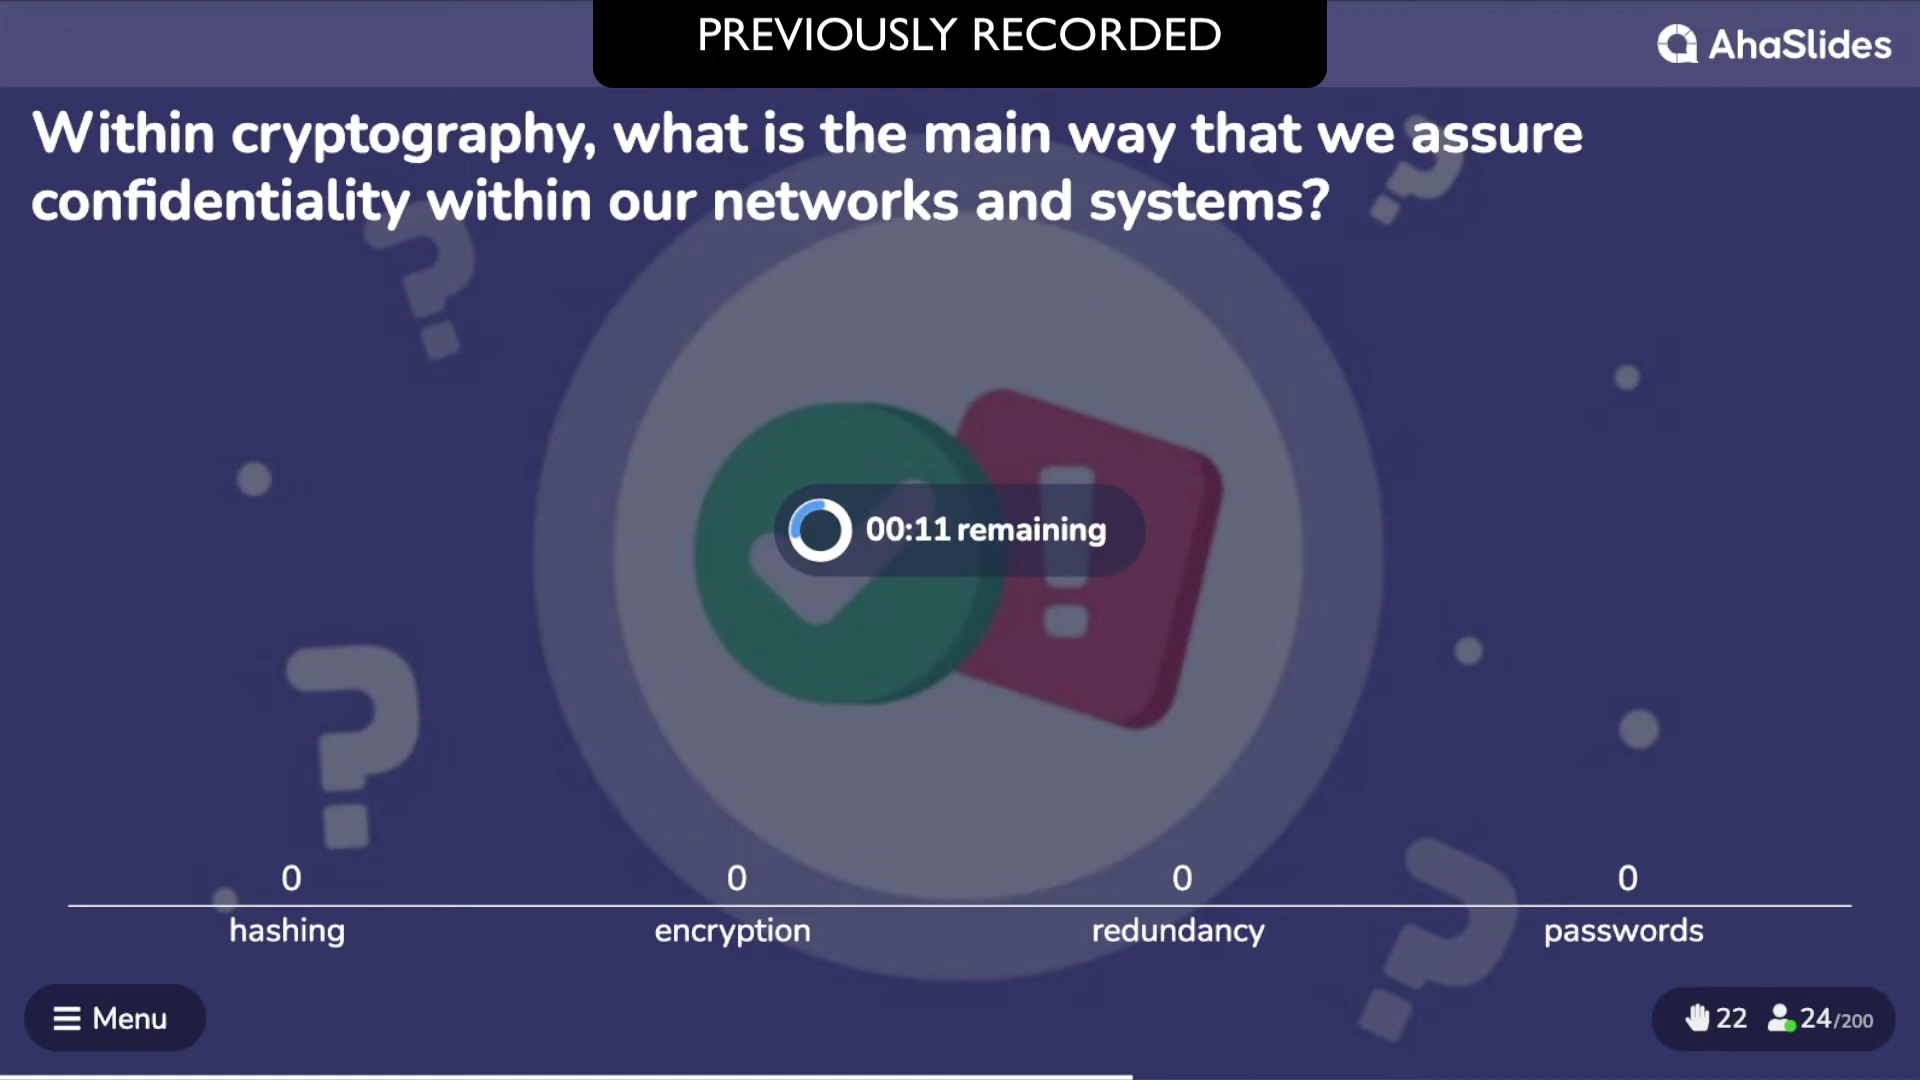 PREVIOUSLY RECORDED
AhaSlides
Within cryptography, what is the main way that we assure
confidentiality within our networks and systems?
00:11 remaining
0 0 0 0
hashing encryption redundancy passwords
Menu
22 24/200